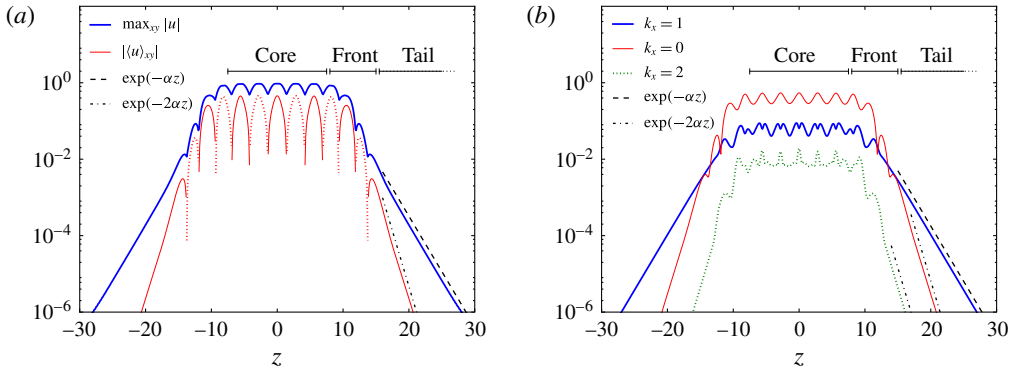 (a)
max_xy |u|
|⟨u⟩_xy|
exp(−αz)
exp(−2αz)
Core Front Tail
10^0
10^−2
10^−4
10^−6
−30 −20 −10 0 10 20 30
z
(b)
k_x = 1
k_x = 0
k_x = 2
exp(−αz)
exp(−2αz)
Core Front Tail
10^0
10^−2
10^−4
10^−6
−30 −20 −10 0 10 20 30
z